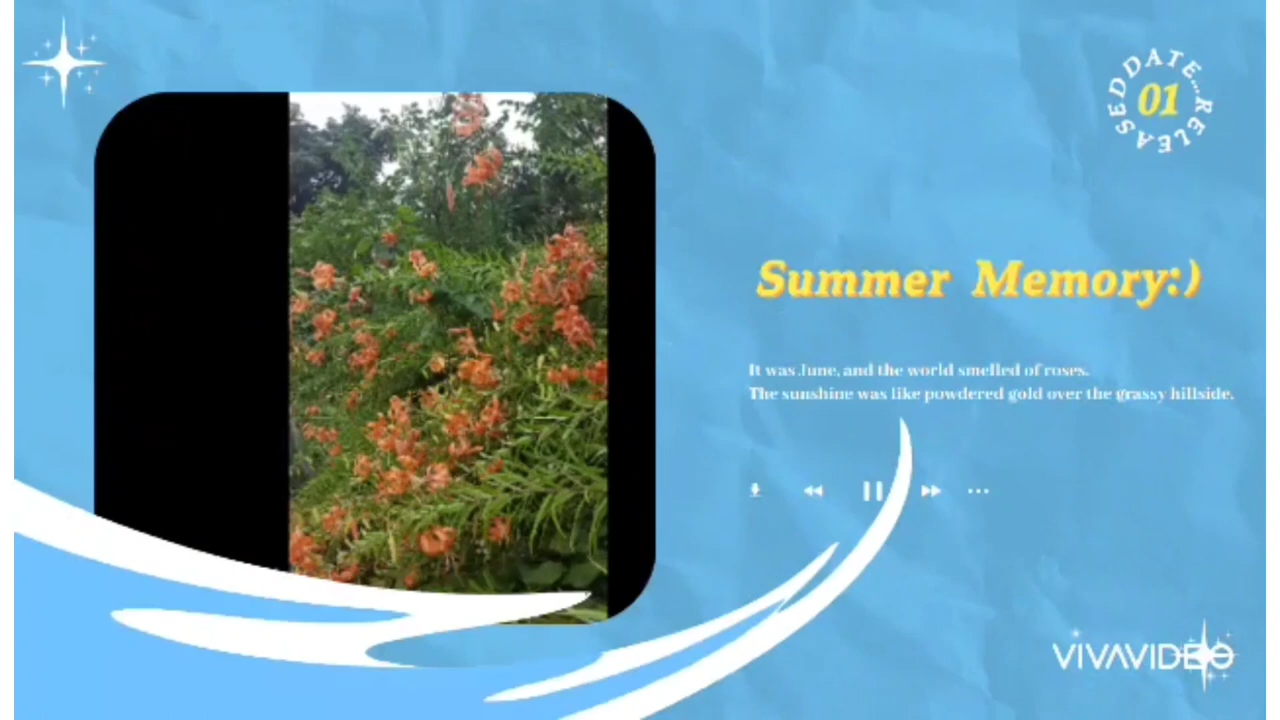 RELEASED DATE...
01
Summer Memory:)
It was June, and the world smelled of roses.
The sunshine was like powdered gold over the grassy hillside.
VIVAVIDEO